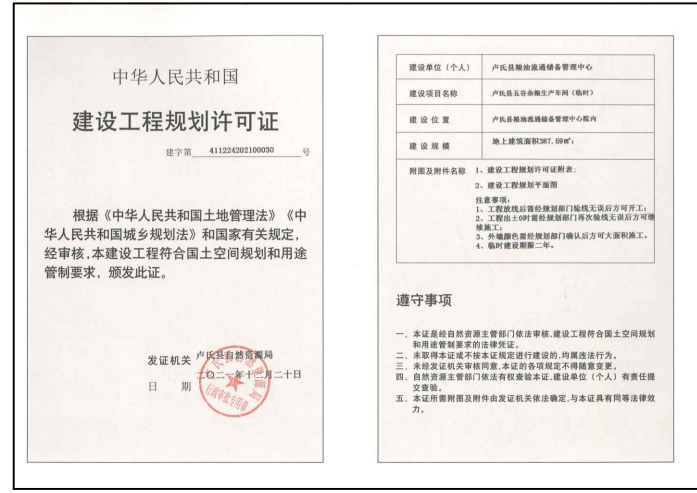 中华人民共和国
建设工程规划许可证
建字第 411224202100030 号
根据《中华人民共和国土地管理法》《中
华人民共和国城乡规划法》和国家有关规定，
经审核，本建设工程符合国土空间规划和用途
管制要求，颁发此证。
发证机关 卢氏县自然资源局
日 期 二〇二一年十二月二十日
行政审批专用章
建设单位（个人） 卢氏县粮油流通储备管理中心
建设项目名称 卢氏县五谷杂粮生产车间（临时）
建 设 位 置 卢氏县粮油流通储备管理中心院内
建 设 规 模 地上建筑面积387.59㎡；
附图及附件名称 1、建设工程规划许可证附表；
2、建设工程规划平面图
注意事项：
1、工程放线后需经规划部门验线无误后方可开工；
2、工程出±0时需经规划部门再次验线无误后方可继
续施工；
3、外墙颜色需经规划部门确认后方可大面积施工。
4、临时建设期限二年。
遵守事项
一、本证是经自然资源主管部门依法审核，建设工程符合国土空间规划
和用途管制要求的法律凭证。
二、未取得本证或不按本证规定进行建设的，均属违法行为。
三、未经发证机关审核同意，本证的各项规定不得随意变更。
四、自然资源主管部门依法有权查验本证，建设单位（个人）有责任提
交查验。
五、本证所需附图及附件由发证机关依法确定，与本证具有同等法律效
力。